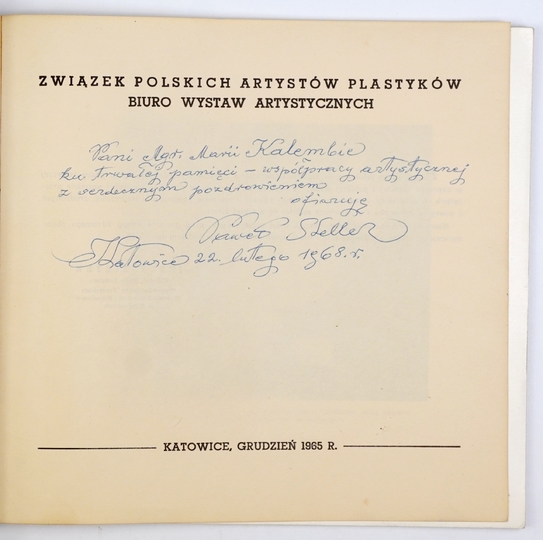 ZWIĄZEK POLSKICH ARTYSTÓW PLASTYKÓW
BIURO WYSTAW ARTYSTYCZNYCH
Pani Mgr. Marii Kalembie
ku trwałej pamięci – współpracy artystycznej
z serdecznym pozdrowieniem
ofiaruję
Paweł Steller
Katowice 22. lutego 1968. r.
KATOWICE, GRUDZIEŃ 1965 R.